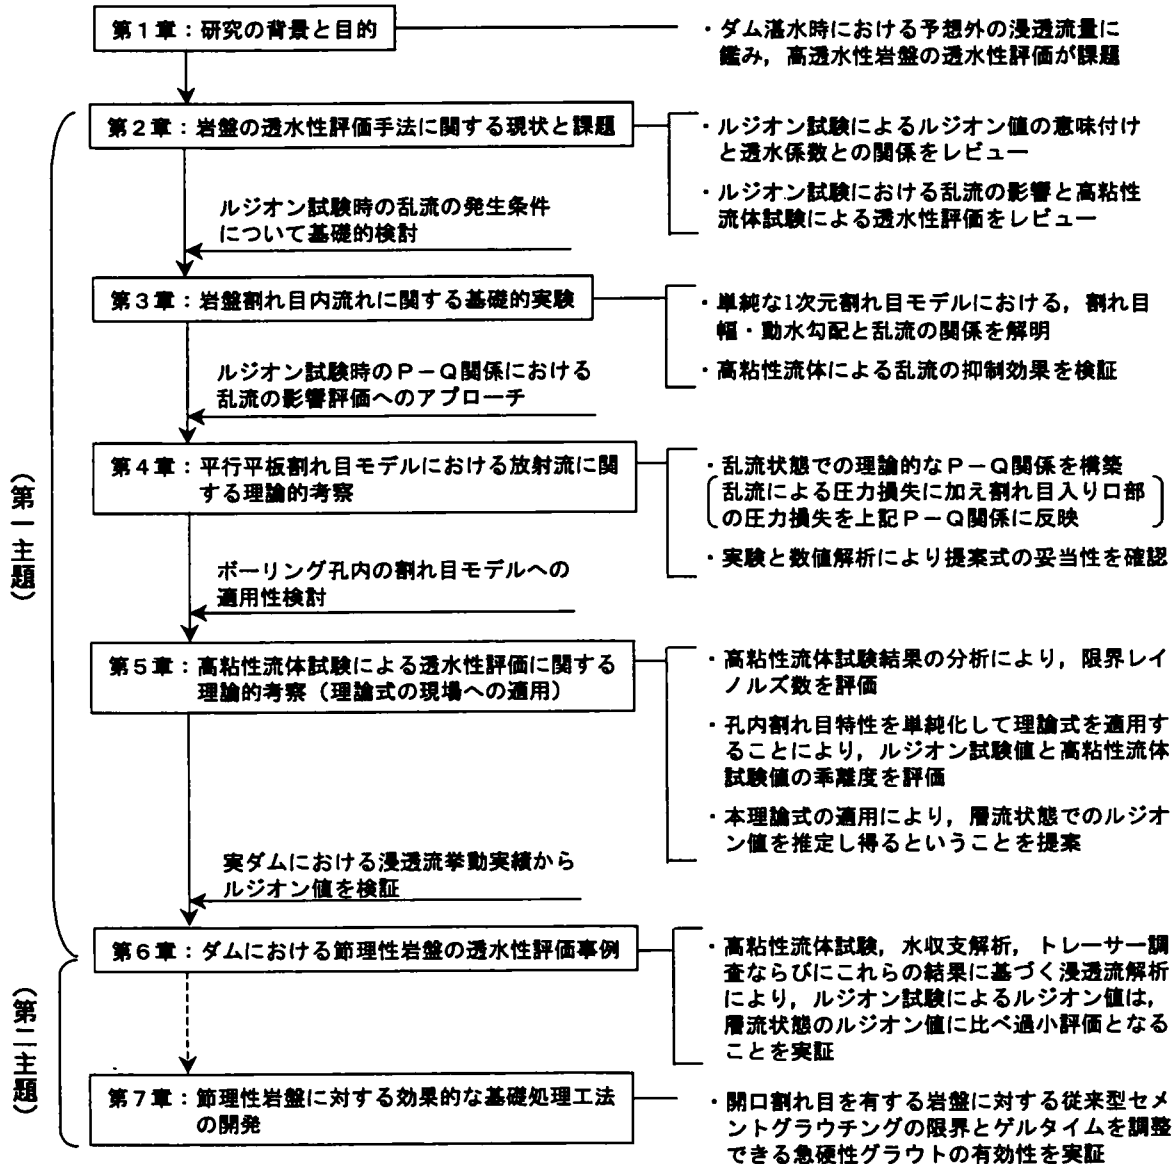 第1章：研究の背景と目的
・ダム湛水時における予想外の浸透流量に
鑑み，高透水性岩盤の透水性評価が課題
(第一主題)
第2章：岩盤の透水性評価手法に関する現状と課題
・ルジオン試験によるルジオン値の意味付け
と透水係数との関係をレビュー
・ルジオン試験における乱流の影響と高粘性
流体試験による透水性評価をレビュー
ルジオン試験時の乱流の発生条件
について基礎的検討
第3章：岩盤割れ目内流れに関する基礎的実験
・単純な1次元割れ目モデルにおける，割れ目
幅・動水勾配と乱流の関係を解明
・高粘性流体による乱流の抑制効果を検証
ルジオン試験時のP－Q関係における
乱流の影響評価へのアプローチ
第4章：平行平板割れ目モデルにおける放射流に関
する理論的考察
・乱流状態での理論的なP－Q関係を構築
(乱流による圧力損失に加え割れ目入り口部
の圧力損失を上記P－Q関係に反映)
・実験と数値解析により提案式の妥当性を確認
ボーリング孔内の割れ目モデルへの
適用性検討
第5章：高粘性流体試験による透水性評価に関する
理論的考察（理論式の現場への適用）
・高粘性流体試験結果の分析により，限界レイ
ノルズ数を評価
・孔内割れ目特性を単純化して理論式を適用す
ることにより，ルジオン試験値と高粘性流体
試験値の乖離度を評価
・本理論式の適用により，層流状態でのルジオ
ン値を推定し得るということを提案
実ダムにおける浸透流挙動実績から
ルジオン値を検証
第6章：ダムにおける節理性岩盤の透水性評価事例
・高粘性流体試験，水収支解析，トレーサー調
査ならびにこれらの結果に基づく浸透流解析
により，ルジオン試験によるルジオン値は，
層流状態のルジオン値に比べ過小評価となる
ことを実証
(第二主題)
第7章：節理性岩盤に対する効果的な基礎処理工法
の開発
・開口割れ目を有する岩盤に対する従来型セメ
ントグラウチングの限界とゲルタイムを調整
できる急硬性グラウトの有効性を実証